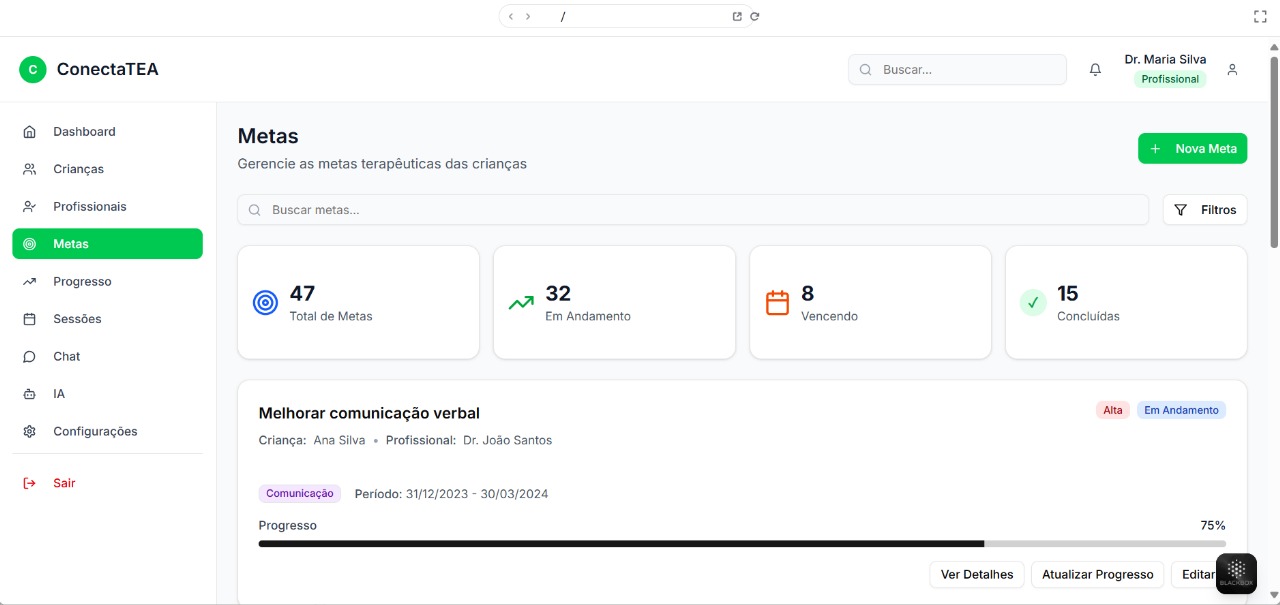 /
C ConectaTEA
Buscar...
Dr. Maria Silva
Profissional
Dashboard
Crianças
Profissionais
Metas
Progresso
Sessões
Chat
IA
Configurações
Sair
Metas
Gerencie as metas terapêuticas das crianças
+ Nova Meta
Buscar metas...
Filtros
47
Total de Metas
32
Em Andamento
8
Vencendo
✓
15
Concluídas
Melhorar comunicação verbal
Alta
Em Andamento
Criança: Ana Silva • Profissional: Dr. João Santos
Comunicação
Período: 31/12/2023 - 30/03/2024
Progresso
75%
Ver Detalhes
Atualizar Progresso
Editar
BLACKBOX